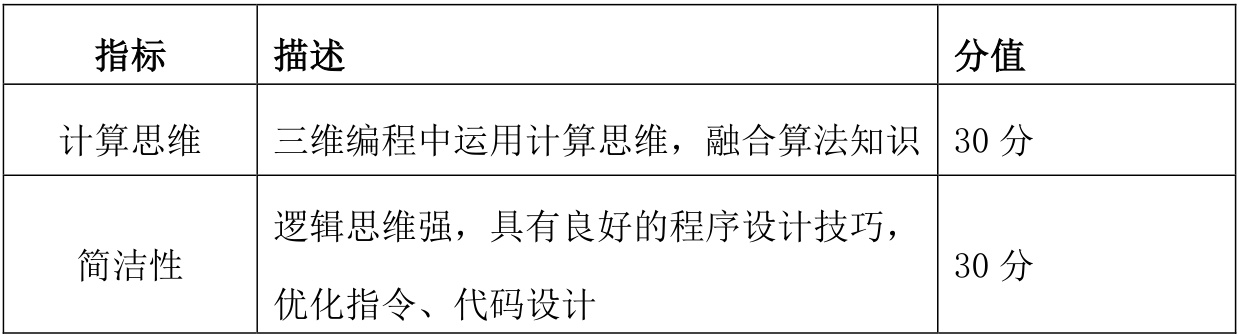 指标 描述 分值
计算思维 三维编程中运用计算思维，融合算法知识 30 分
逻辑思维强，具有良好的程序设计技巧，
简洁性 30 分
优化指令、代码设计